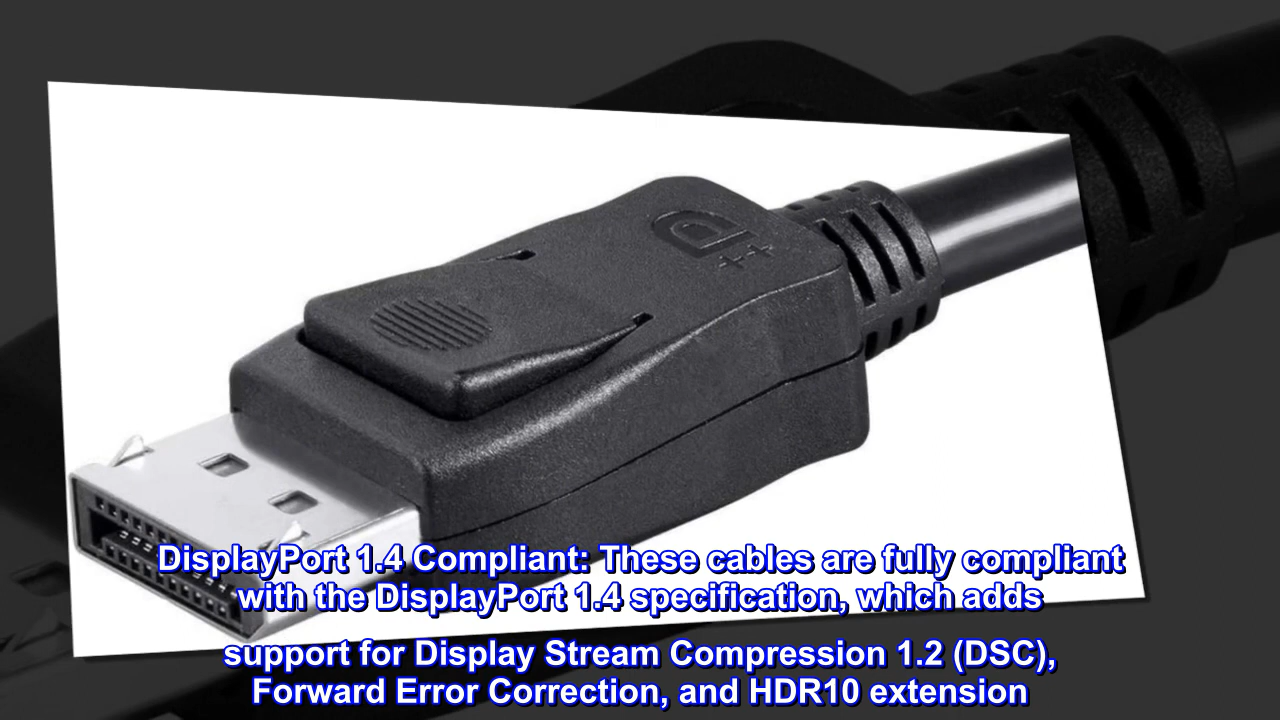 D
++
DisplayPort 1.4 Compliant: These cables are fully compliant
with the DisplayPort 1.4 specification, which adds
support for Display Stream Compression 1.2 (DSC),
Forward Error Correction, and HDR10 extension